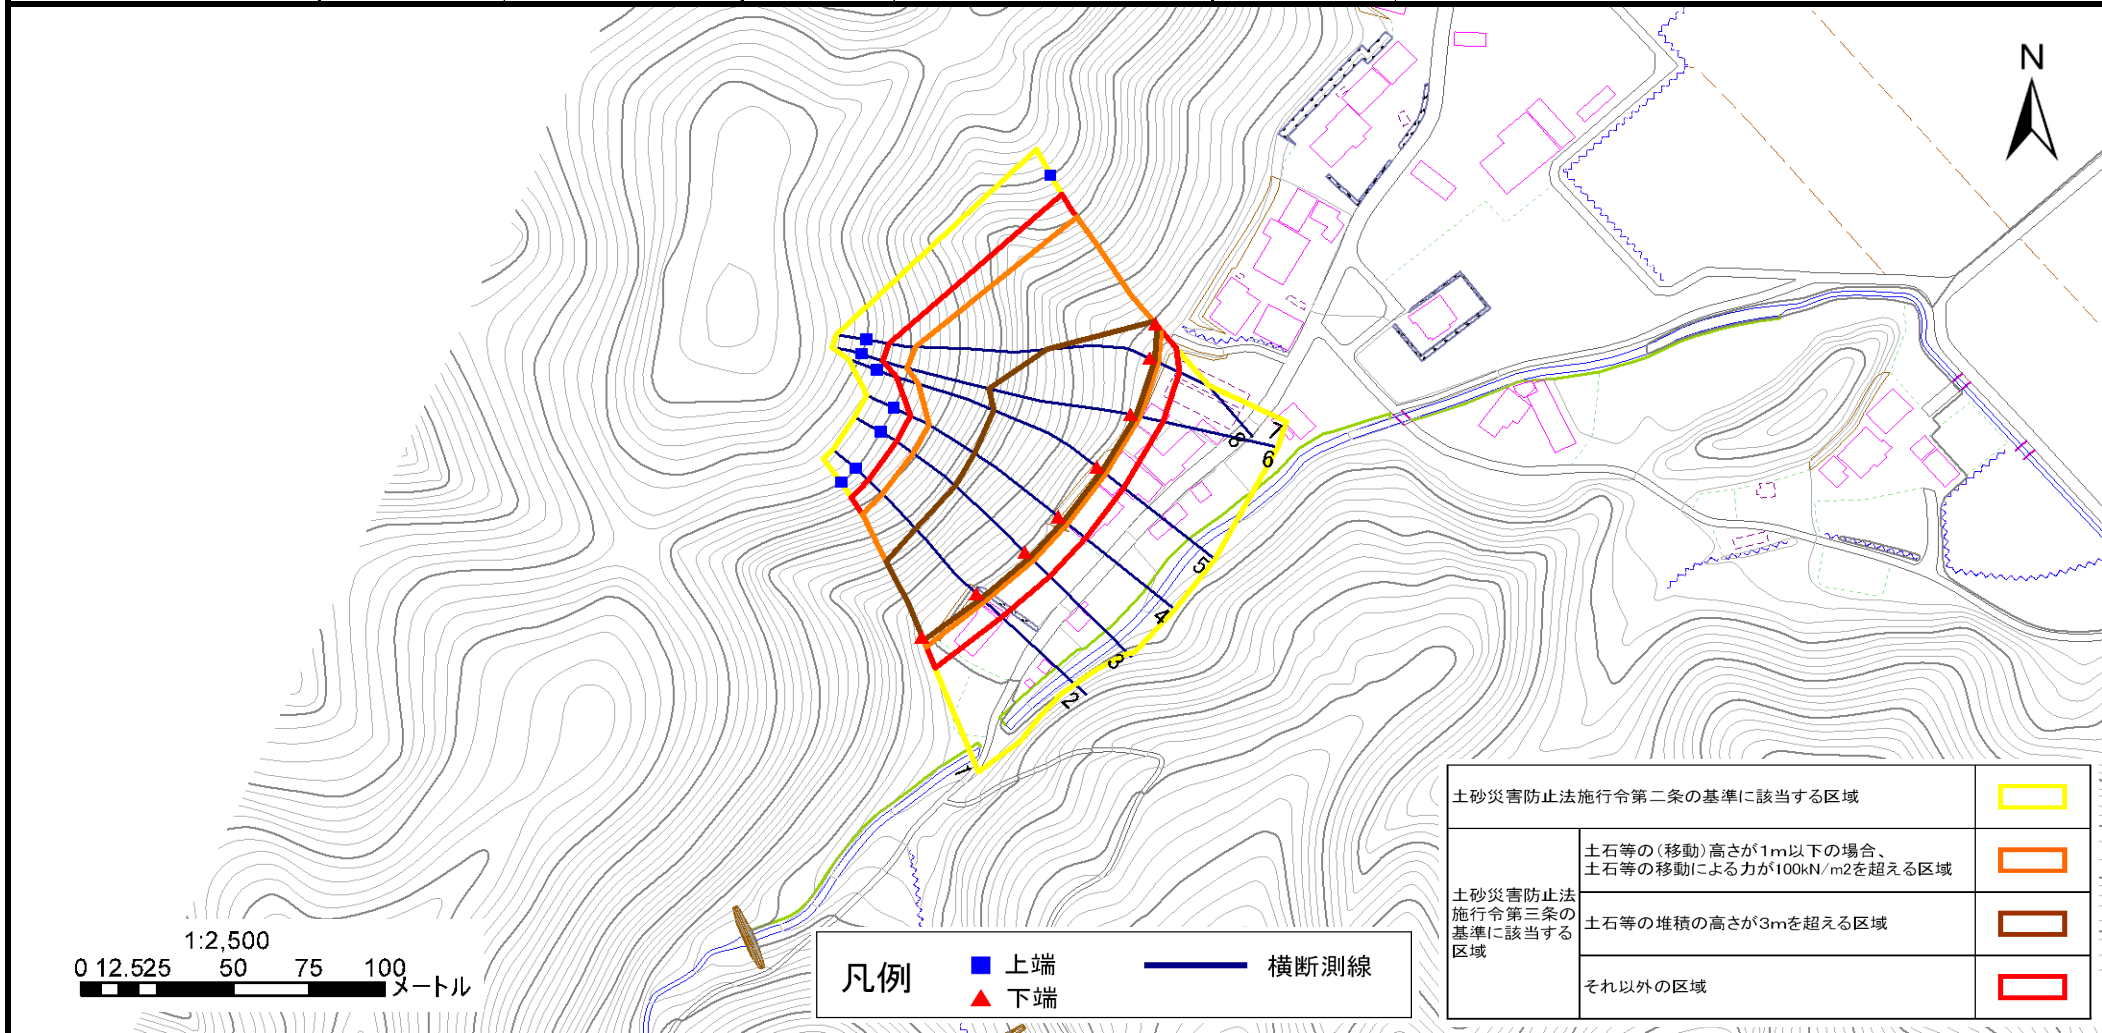 N
8
7
6
5
4
3
2
1
1:2,500
0 12.525 50 75 100
メートル
凡例
上端
下端
横断測線
土砂災害防止法施行令第二条の基準に該当する区域
土砂災害防止法
施行令第三条の
基準に該当する
区域
土石等の(移動)高さが1m以下の場合、
土石等の移動による力が100kN/m2を超える区域
土石等の堆積の高さが3mを超える区域
それ以外の区域